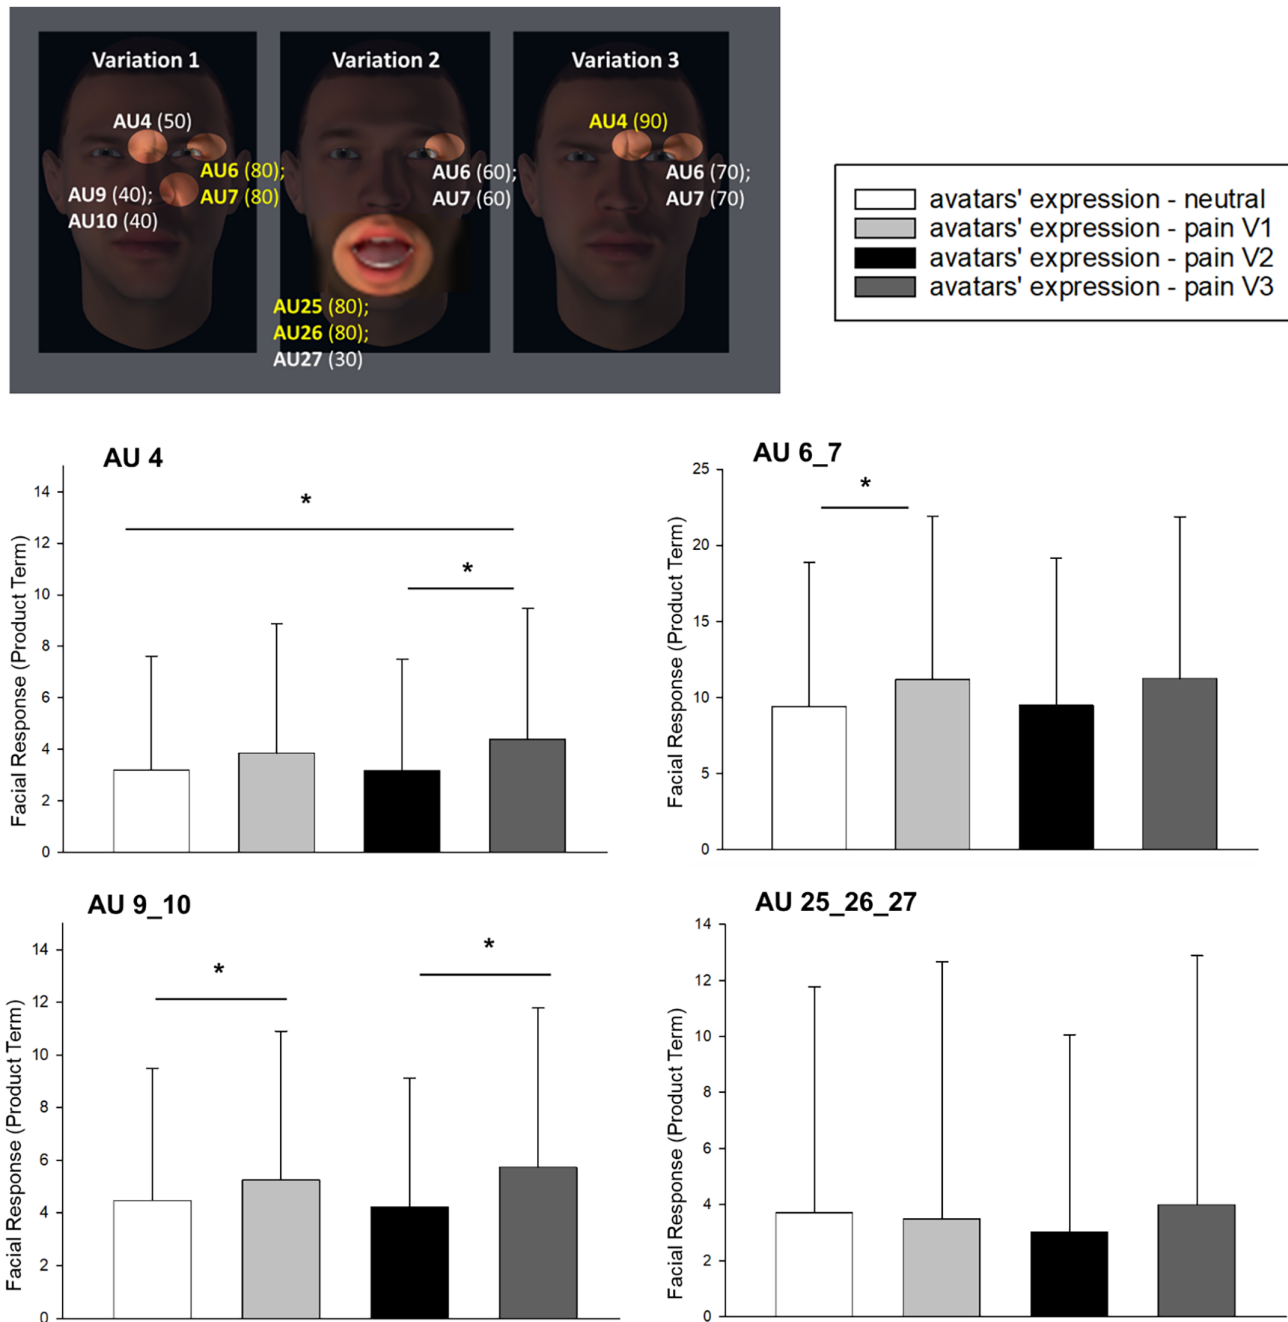 Variation 1
AU4 (50)
AU6 (80);
AU7 (80)
AU9 (40);
AU10 (40)
Variation 2
AU6 (60);
AU7 (60)
AU25 (80);
AU26 (80);
AU27 (30)
Variation 3
AU4 (90)
AU6 (70);
AU7 (70)
avatars' expression - neutral
avatars' expression - pain V1
avatars' expression - pain V2
avatars' expression - pain V3
AU 4
Facial Response (Product Term)
14
12
10
8
6
4
2
0
*
*
AU 6_7
Facial Response (Product Term)
25
20
15
10
5
0
*
AU 9_10
Facial Response (Product Term)
14
12
10
8
6
4
2
0
*
*
AU 25_26_27
Facial Response (Product Term)
14
12
10
8
6
4
2
0